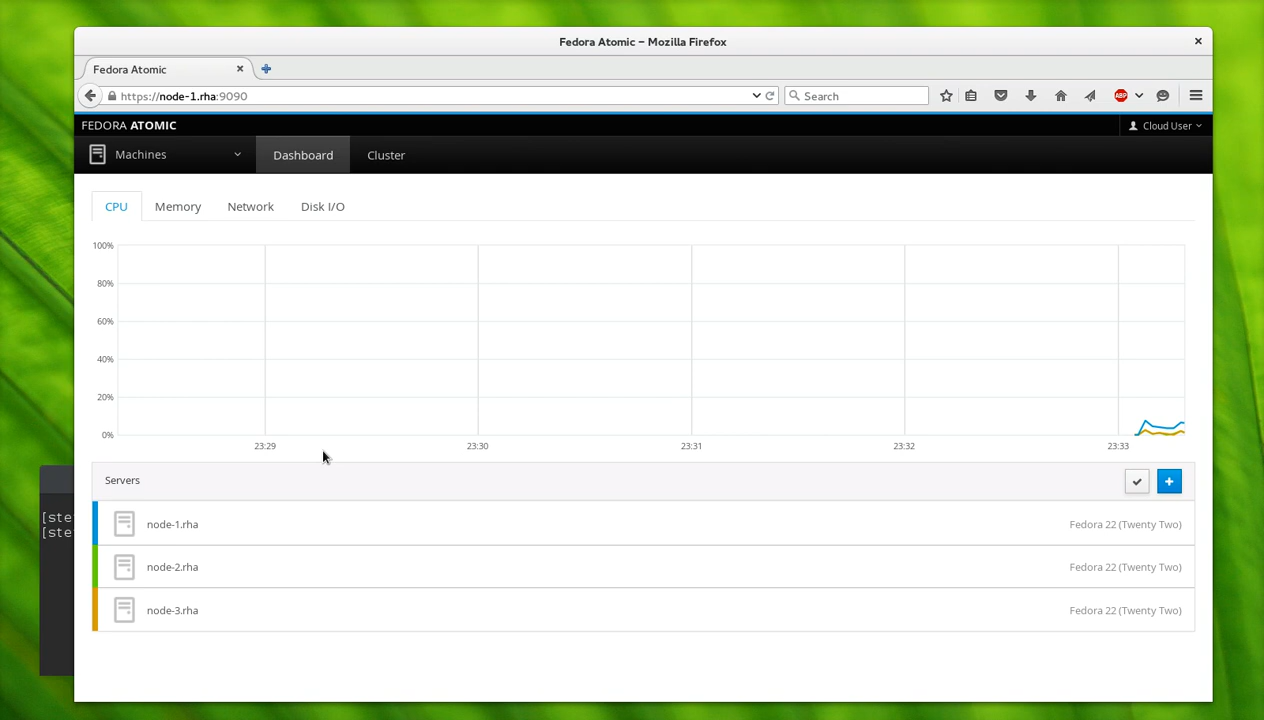 Fedora Atomic – Mozilla Firefox
Fedora Atomic
https://node-1.rha:9090
Search
ABP
FEDORA ATOMIC
Cloud User
Machines
Dashboard
Cluster
CPU
Memory
Network
Disk I/O
100%
80%
60%
40%
20%
0%
23:29
23:30
23:31
23:32
23:33
Servers
node-1.rha
Fedora 22 (Twenty Two)
node-2.rha
Fedora 22 (Twenty Two)
node-3.rha
Fedora 22 (Twenty Two)
[ste
[ste